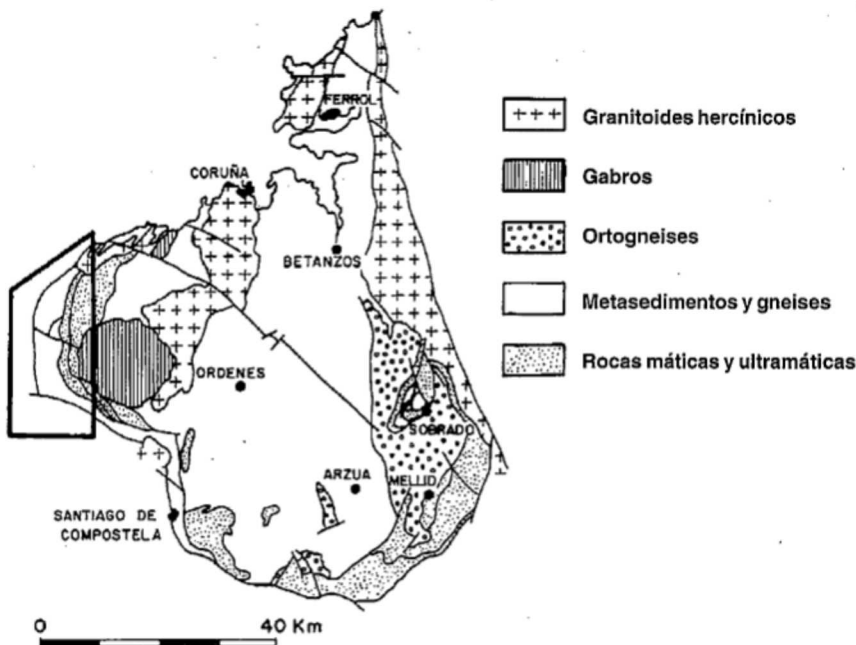 FERROL
CORUÑA
BETANZOS
ORDENES
SOBRADO
ARZUA
MELLID
SANTIAGO DE
COMPOSTELA
0 40 Km
Granitoides hercínicos
Gabros
Ortogneises
Metasedimentos y gneises
Rocas máticas y ultramáticas